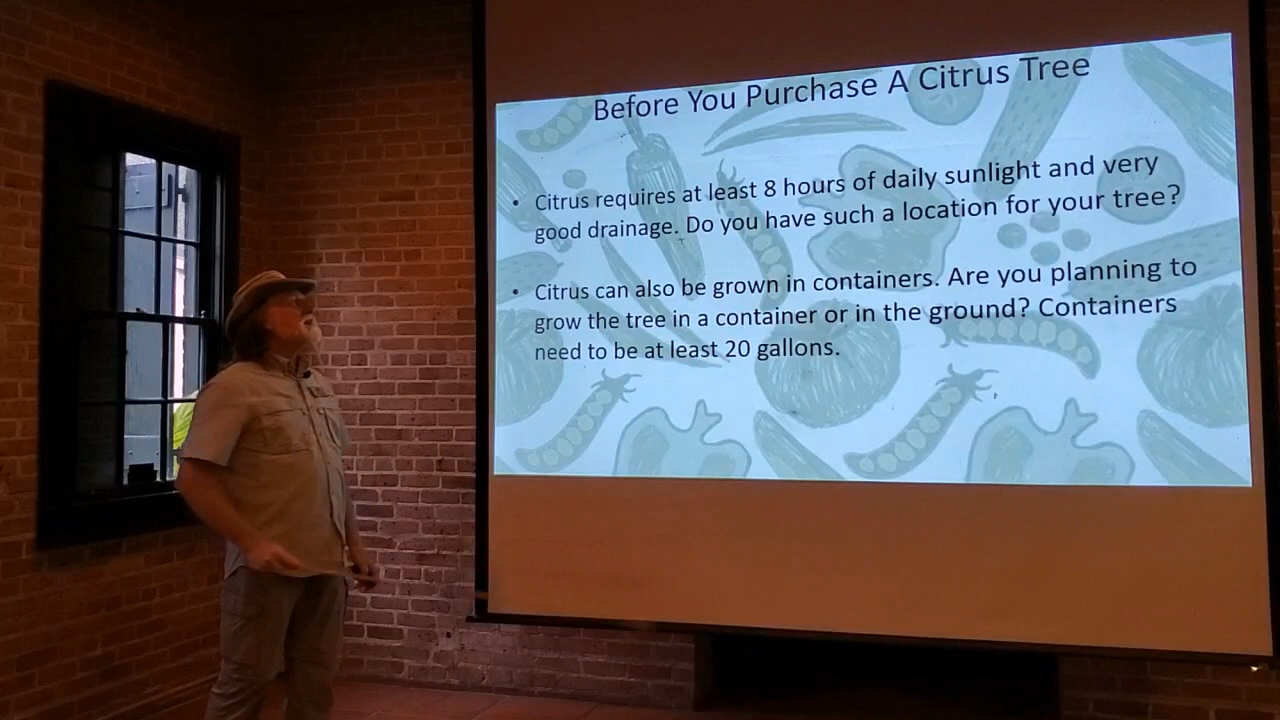 Before You Purchase A Citrus Tree
• Citrus requires at least 8 hours of daily sunlight and very
good drainage. Do you have such a location for your tree?
• Citrus can also be grown in containers. Are you planning to
grow the tree in a container or in the ground? Containers
need to be at least 20 gallons.